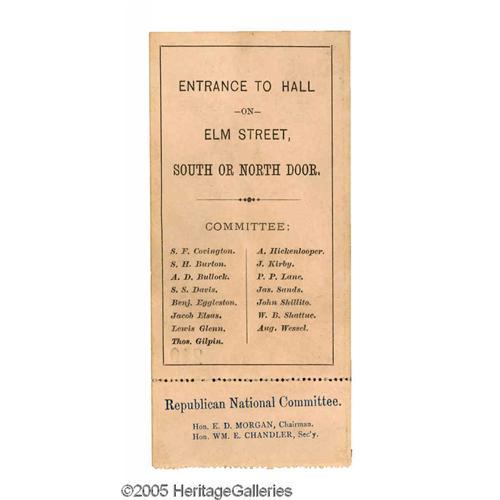 ENTRANCE TO HALL
—ON—
ELM STREET,
SOUTH OR NORTH DOOR.
COMMITTEE:
S. F. Covington.
S. H. Burton.
A. D. Bullock.
S. S. Davis.
Benj. Eggleston.
Jacob Elsas.
Lewis Glenn.
Thos. Gilpin.
A. Hickenlooper.
J. Kirby.
P. P. Lane.
Jas. Sands.
John Shillito.
W. B. Shattuc.
Aug. Wessel.
Republican National Committee.
Hon. E. D. MORGAN, Chairman.
Hon. WM. E. CHANDLER, Sec'y.
©2005 HeritageGalleries